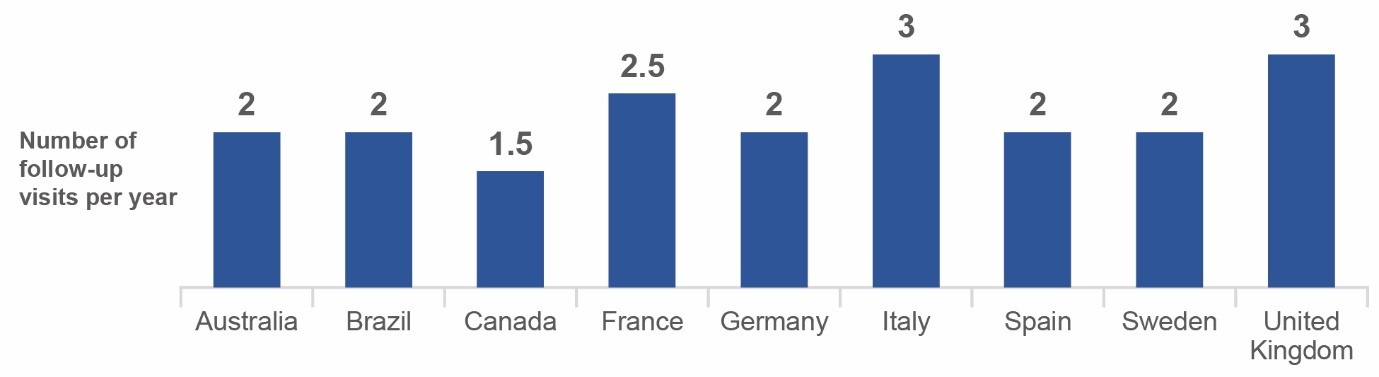 3
3
2.5
2
2
2
2
2
1.5
Number of
follow-up
visits per year
Australia
Brazil
Canada
France
Germany
Italy
Spain
Sweden
United
Kingdom